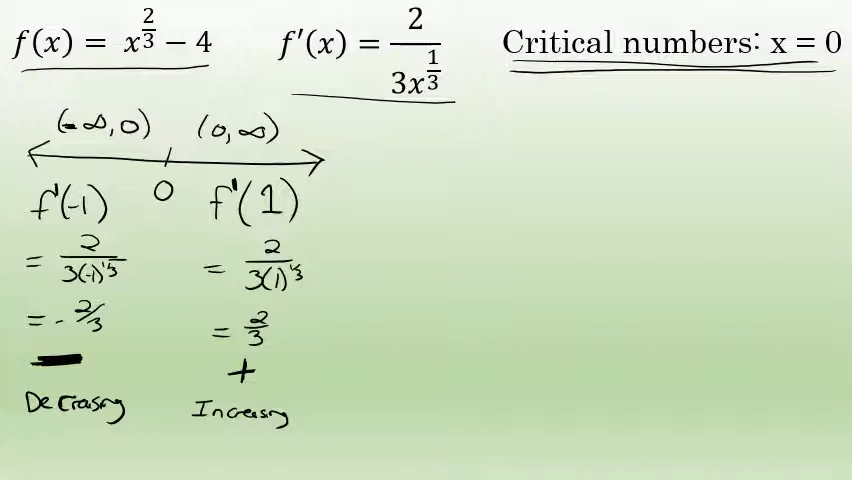 f(x) = x^(2/3) − 4 f′(x) = 2/(3x^(1/3)) Critical numbers: x = 0
(-∞,0) (0,∞)
f'(-1) 0 f'(1)
= 2/(3(-1)^(1/3)) = 2/(3(1)^(1/3))
= - 2/3 = 2/3
− +
Decreasing Increasing